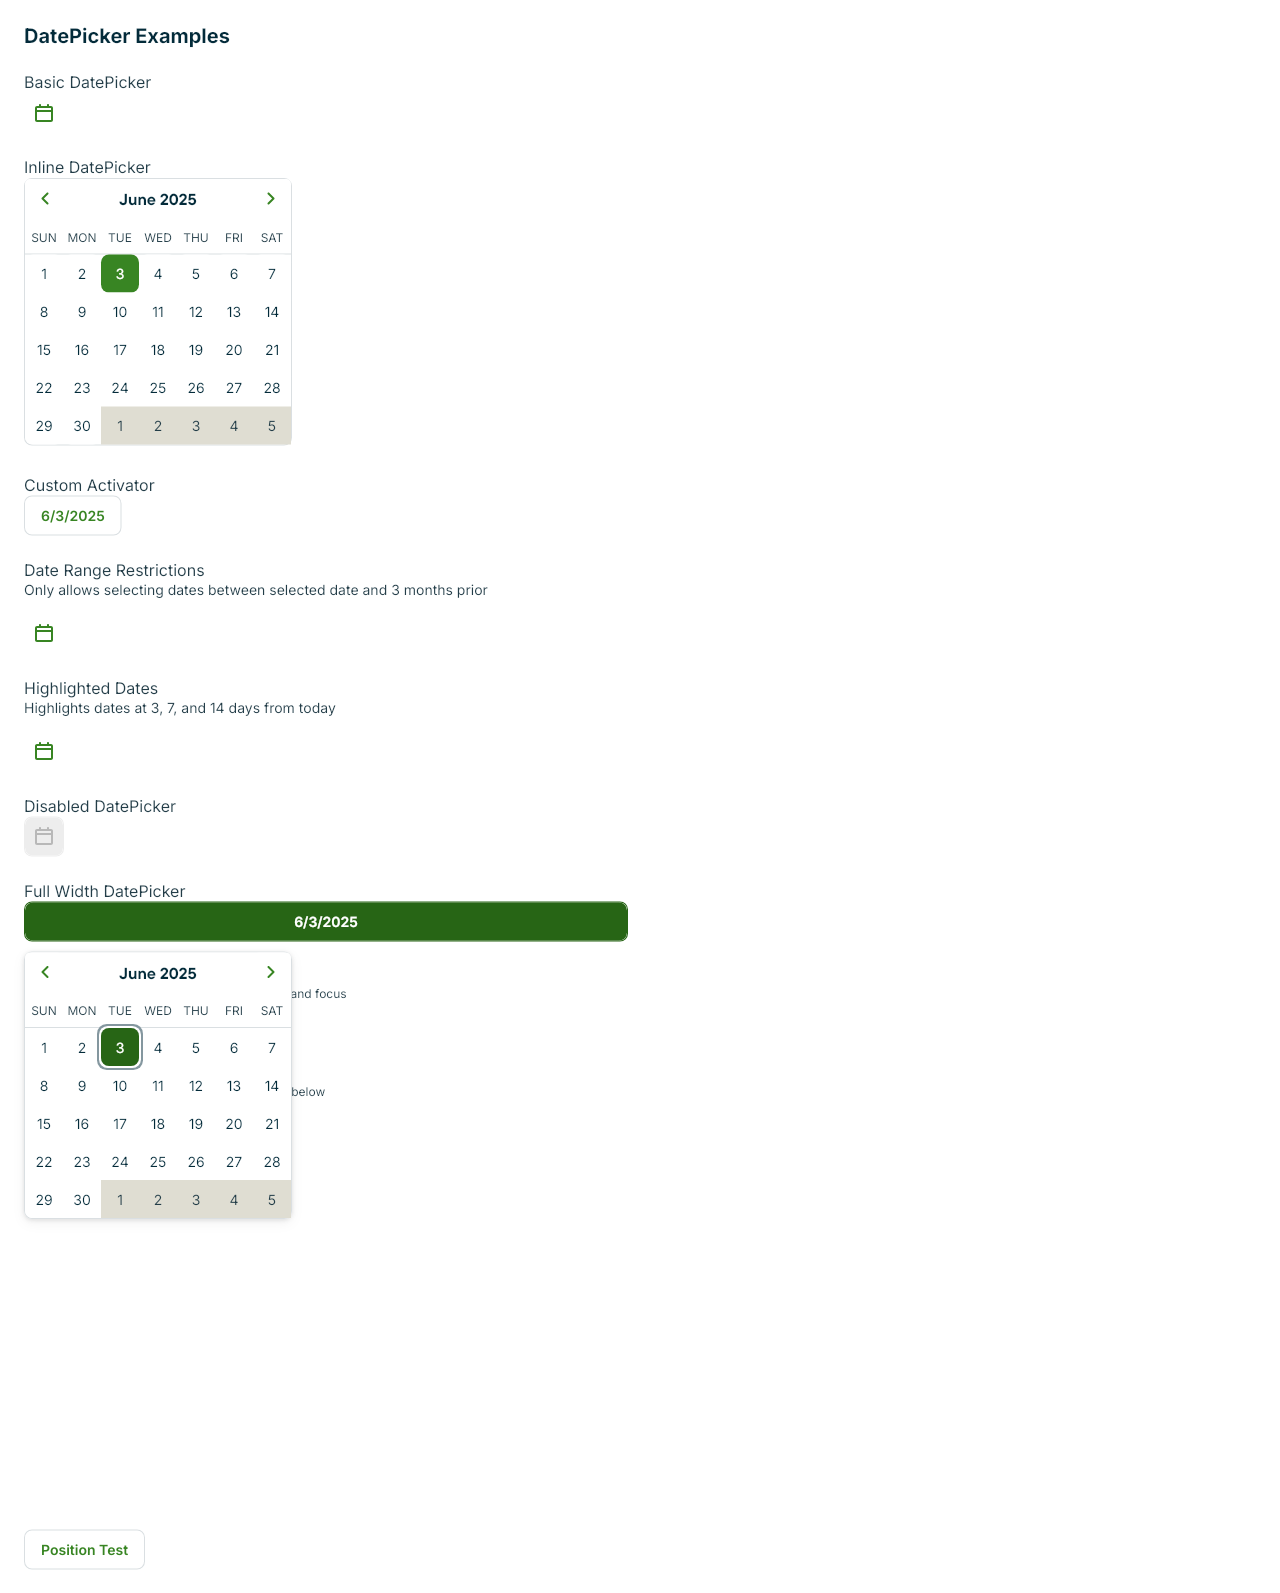 DatePicker Examples
Basic DatePicker
Inline DatePicker
June 2025
SUN MON TUE WED THU FRI SAT
1 2 3 4 5 6 7
8 9 10 11 12 13 14
15 16 17 18 19 20 21
22 23 24 25 26 27 28
29 30 1 2 3 4 5
Custom Activator
6/3/2025
Date Range Restrictions
Only allows selecting dates between selected date and 3 months prior
Highlighted Dates
Highlights dates at 3, 7, and 14 days from today
Disabled DatePicker
Full Width DatePicker
6/3/2025
June 2025
and focus
SUN MON TUE WED THU FRI SAT
1 2 3 4 5 6 7
8 9 10 11 12 13 14
below
15 16 17 18 19 20 21
22 23 24 25 26 27 28
29 30 1 2 3 4 5
Position Test